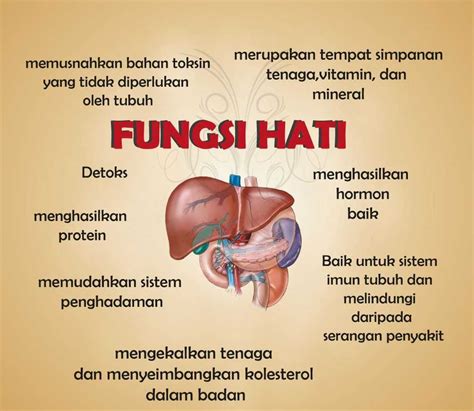 memusnahkan bahan toksin
yang tidak diperlukan
oleh tubuh
merupakan tempat simpanan
tenaga,vitamin, dan
mineral
FUNGSI HATI
Detoks
menghasilkan
hormon
baik
menghasilkan
protein
memudahkan sistem
penghadaman
Baik untuk sistem
imun tubuh dan
melindungi
daripada
serangan penyakit
mengekalkan tenaga
dan menyeimbangkan kolesterol
dalam badan